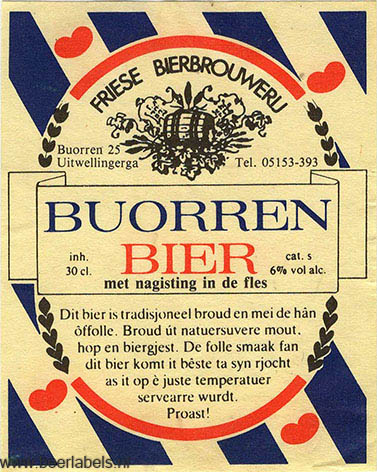 FRIESE BIERBROUWERIJ
Buorren 25
Uitwellingerga
Tel. 05153-393
BUORREN
inh.
30 cl.
BIER
cat. s
6% vol alc.
met nagisting in de fles
Dit bier is tradisjoneel broud en mei de hân
ôffolle. Broud út natuersuvere mout,
hop en biergjest. De folle smaak fan
dit bier komt it bêste ta syn rjocht
as it op è juste temperatuer
servearre wurdt.
Proast!
www.beerlabels.nl